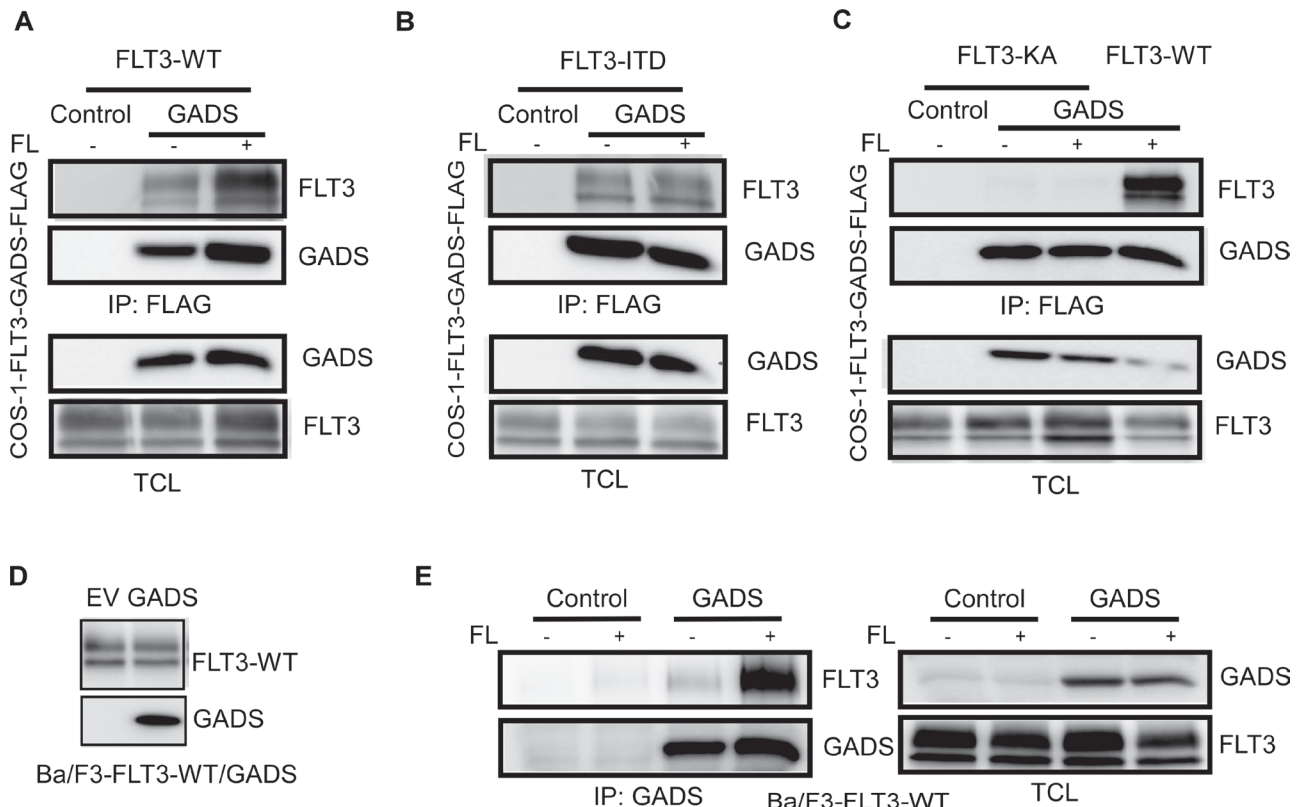 A
FLT3-WT
Control GADS
FL - - +
COS-1-FLT3-GADS-FLAG
FLT3
GADS
IP: FLAG
GADS
FLT3
TCL
B
FLT3-ITD
Control GADS
FL - - +
COS-1-FLT3-GADS-FLAG
FLT3
GADS
IP: FLAG
GADS
FLT3
TCL
C
FLT3-KA FLT3-WT
Control GADS
FL - - + +
COS-1-FLT3-GADS-FLAG
FLT3
GADS
IP: FLAG
GADS
FLT3
TCL
D
EV GADS
FLT3-WT
GADS
Ba/F3-FLT3-WT/GADS
E
Control GADS
FL - + - +
FLT3
GADS
IP: GADS
Control GADS
FL - + - +
GADS
FLT3
TCL
Ba/F3-FLT3-WT